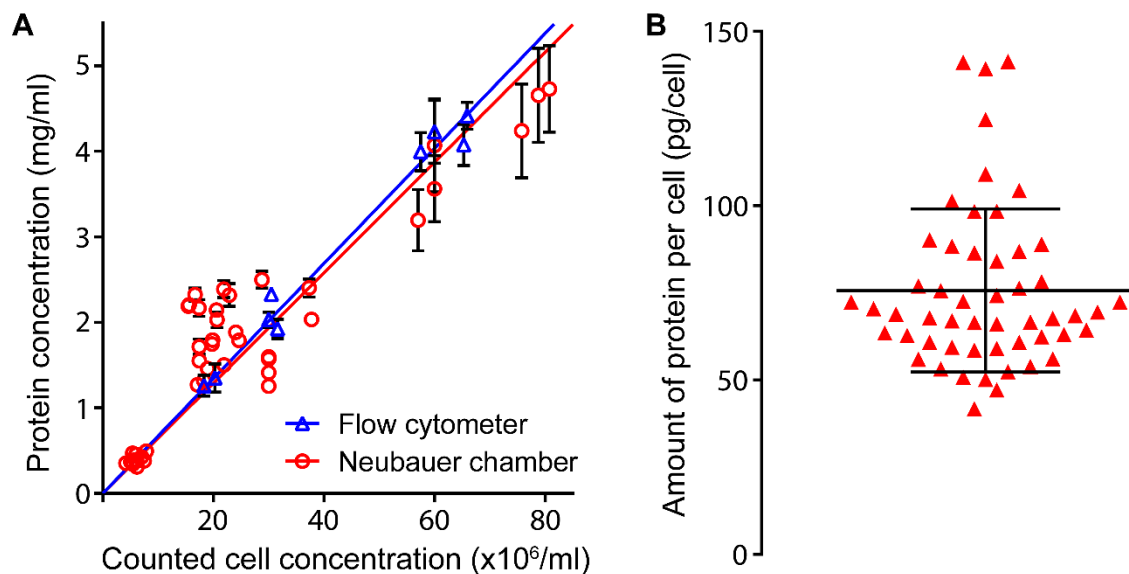 A
Protein concentration (mg/ml)
5
4
3
2
1
0
20
40
60
80
Counted cell concentration (x10⁶/ml)
Flow cytometer
Neubauer chamber
B
Amount of protein per cell (pg/cell)
150
100
50
0